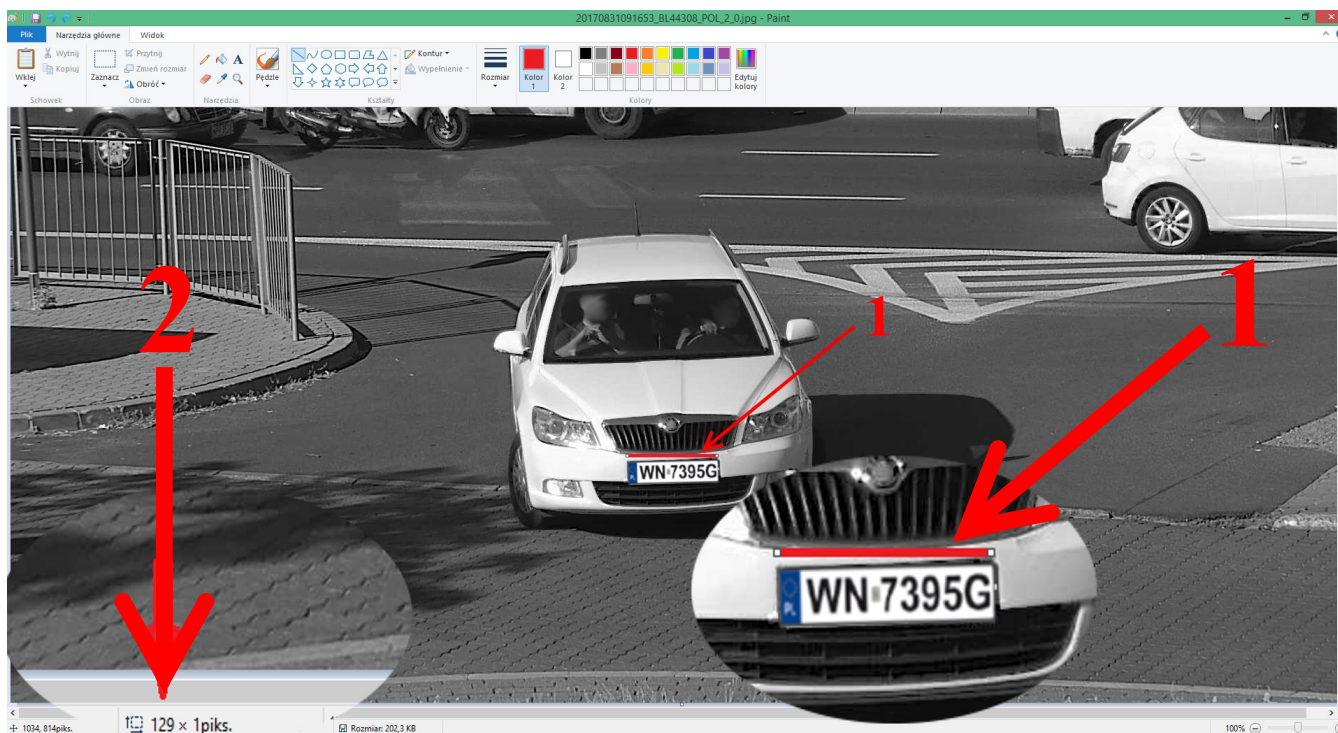 20170831091653_BL44308_POL_2_0.jpg - Paint
Plik Narzędzia główne Widok
Wklej
Wytnij
Kopiuj
Schowek
Zaznacz
Przytnij
Zmień rozmiar
Obróć
Obraz
A
Narzędzia
Pędzle
Kontur
Wypełnienie
Kształty
Rozmiar
Kolor
1
Kolor
2
Edytuj
kolory
Kolory
2
1
1
WN 7395G
PL
WN 7395G
1034, 814piks.
129 × 1piks.
Rozmiar: 202,3 KB
100%